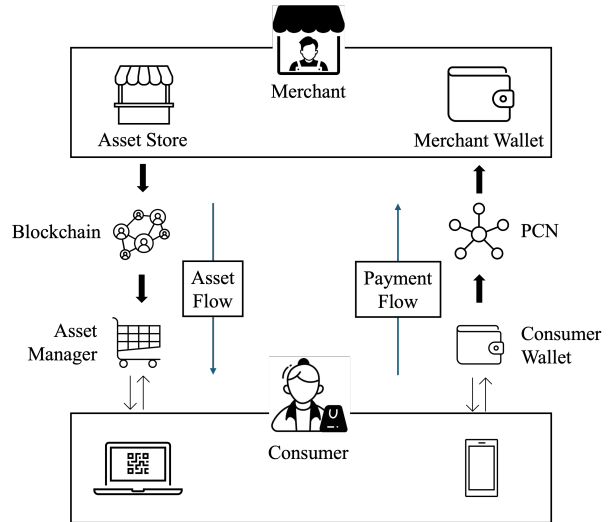 Merchant
Asset Store
Merchant Wallet
Blockchain
PCN
Asset
Flow
Payment
Flow
Asset
Manager
Consumer
Wallet
Consumer